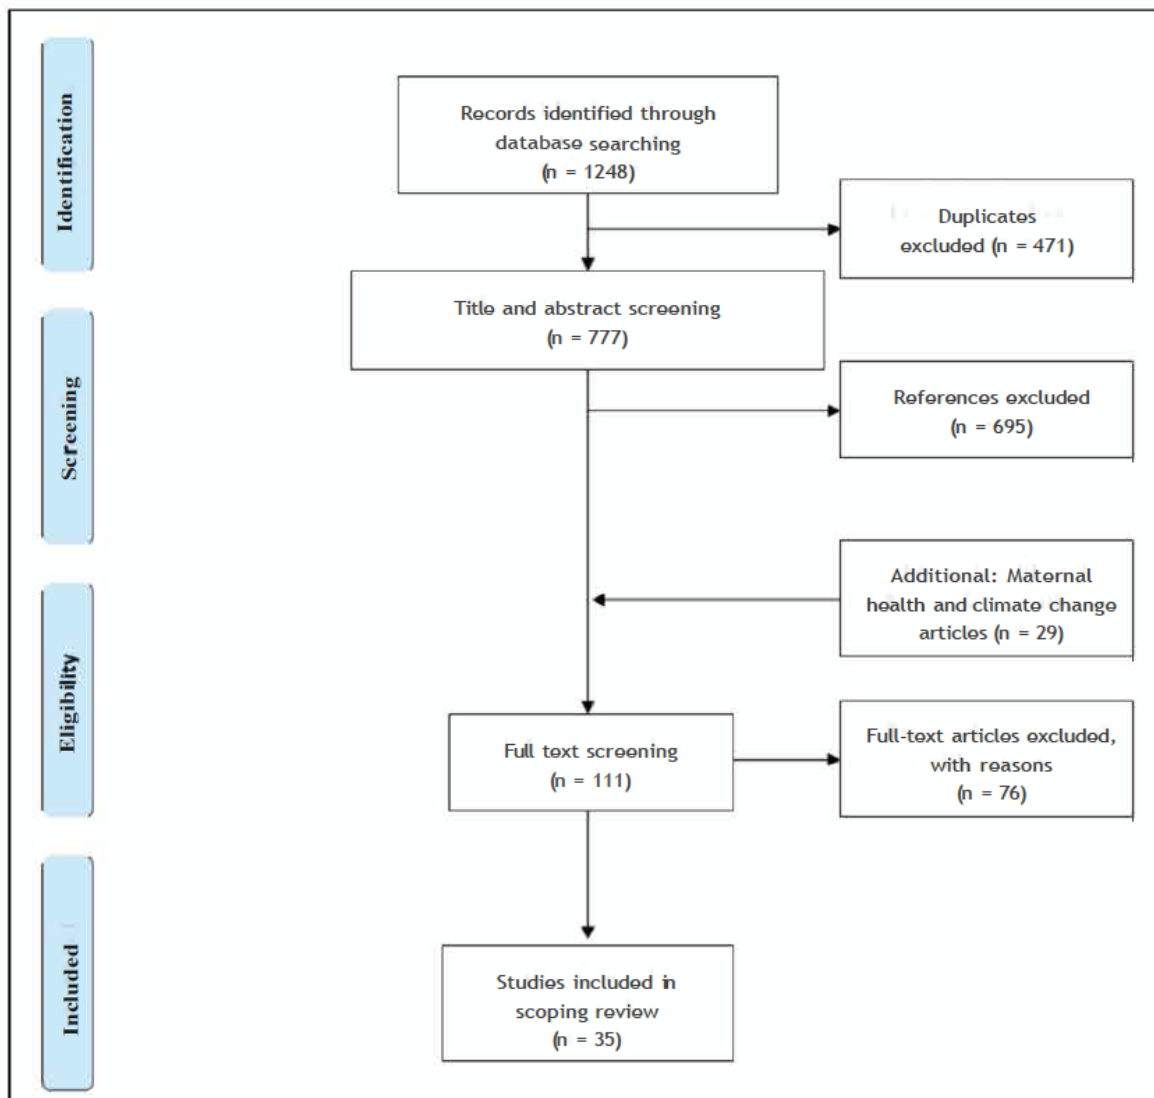 Identification
Records identified through
database searching
(n = 1248)
Duplicates
excluded (n = 471)
Title and abstract screening
(n = 777)
Screening
References excluded
(n = 695)
Additional: Maternal
health and climate change
articles (n = 29)
Eligibility
Full text screening
(n = 111)
Full-text articles excluded,
with reasons
(n = 76)
Included
Studies included in
scoping review
(n = 35)